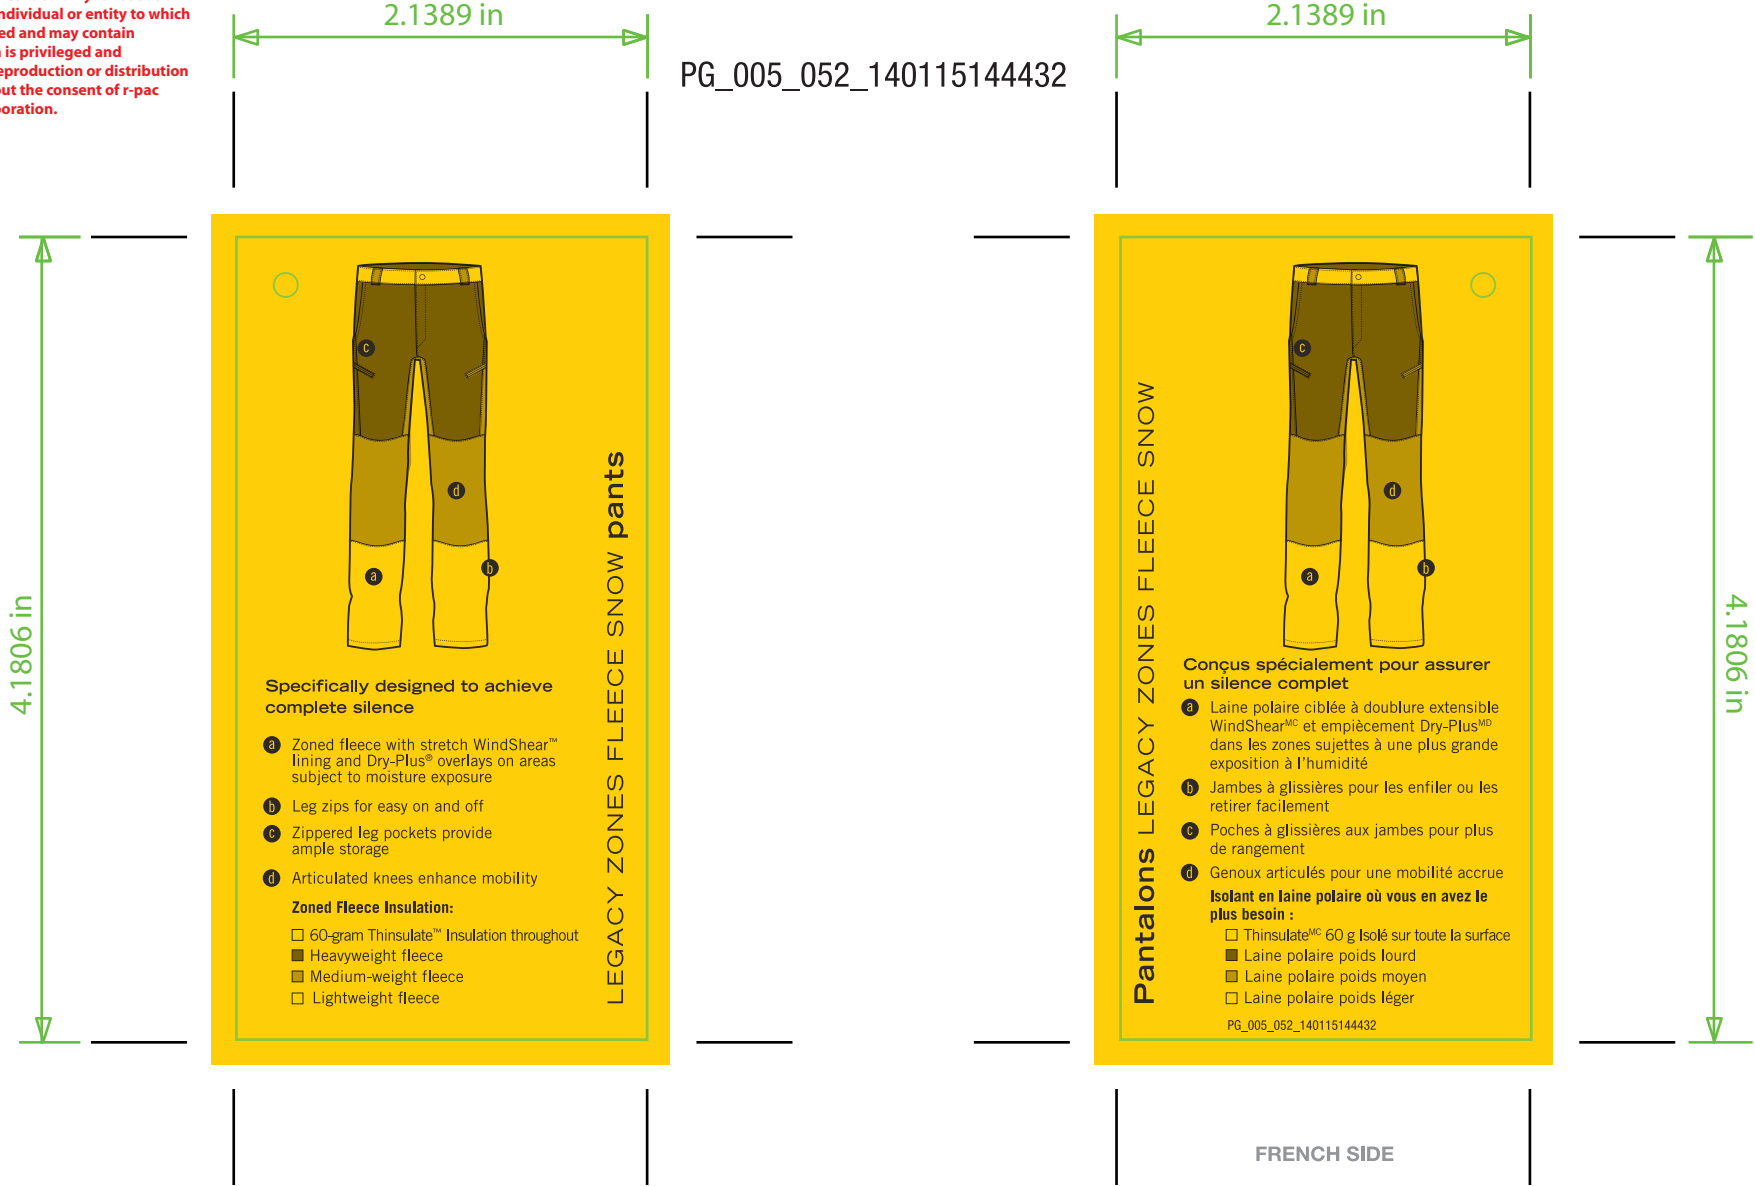 individual or entity to which
ed and may contain
is privileged and
eproduction or distribution
out the consent of r-pac
poration.
2.1389 in
2.1389 in
PG_005_052_140115144432
4.1806 in
4.1806 in
c
d
a
b
LEGACY ZONES FLEECE SNOW pants
Specifically designed to achieve
complete silence
a Zoned fleece with stretch WindShear™
lining and Dry-Plus® overlays on areas
subject to moisture exposure
b Leg zips for easy on and off
c Zippered leg pockets provide
ample storage
d Articulated knees enhance mobility
Zoned Fleece Insulation:
60-gram Thinsulate™ Insulation throughout
Heavyweight fleece
Medium-weight fleece
Lightweight fleece
c
d
a
b
Pantalons LEGACY ZONES FLEECE SNOW
Conçus spécialement pour assurer
un silence complet
a Laine polaire ciblée à doublure extensible
WindShearMC et empiècement Dry-PlusMD
dans les zones sujettes à une plus grande
exposition à l'humidité
b Jambes à glissières pour les enfiler ou les
retirer facilement
c Poches à glissières aux jambes pour plus
de rangement
d Genoux articulés pour une mobilité accrue
Isolant en laine polaire où vous en avez le
plus besoin :
ThinsulateMC 60 g Isolé sur toute la surface
Laine polaire poids lourd
Laine polaire poids moyen
Laine polaire poids léger
PG_005_052_140115144432
FRENCH SIDE